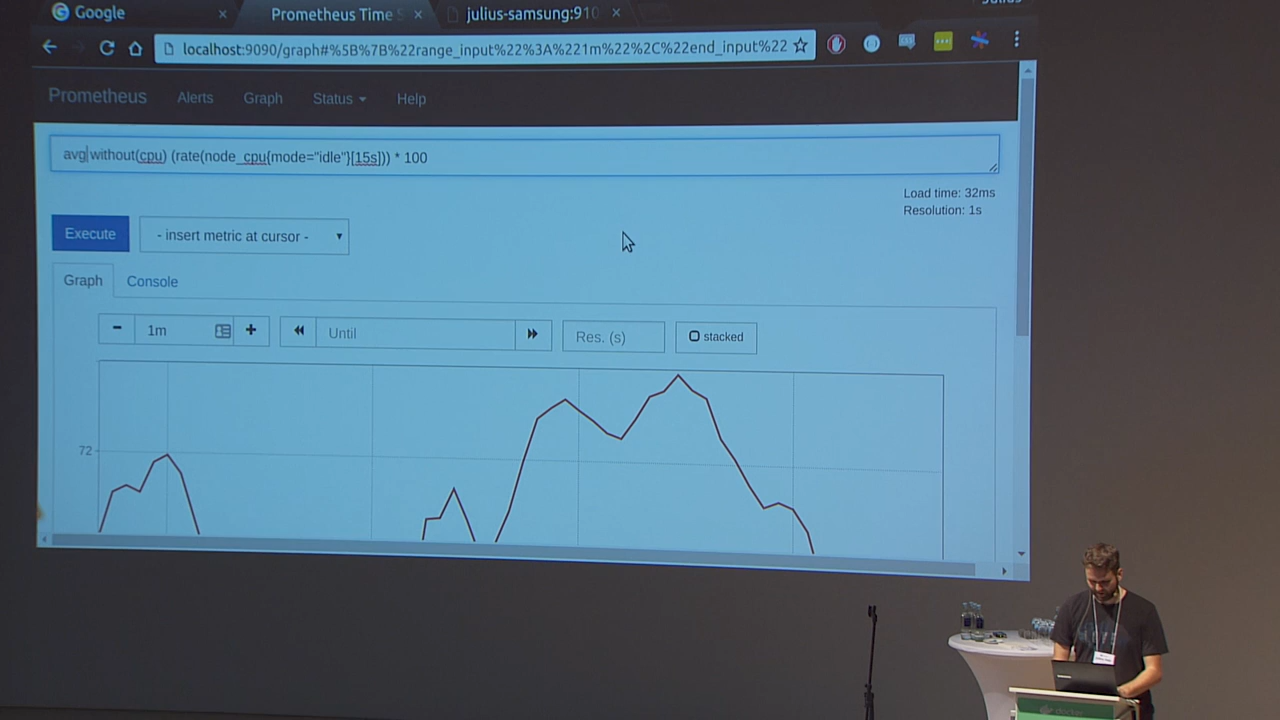 Google
Prometheus Time S
julius-samsung:910
Julius
localhost:9090/graph#%5B%7B%22range_input%22%3A%221m%22%2C%22end_input%22
Prometheus Alerts Graph Status Help
avg without(cpu) (rate(node_cpu{mode="idle"}[15s])) * 100
Load time: 32ms
Resolution: 1s
Execute
- insert metric at cursor -
Graph Console
1m
Until
Res. (s)
stacked
72
docker